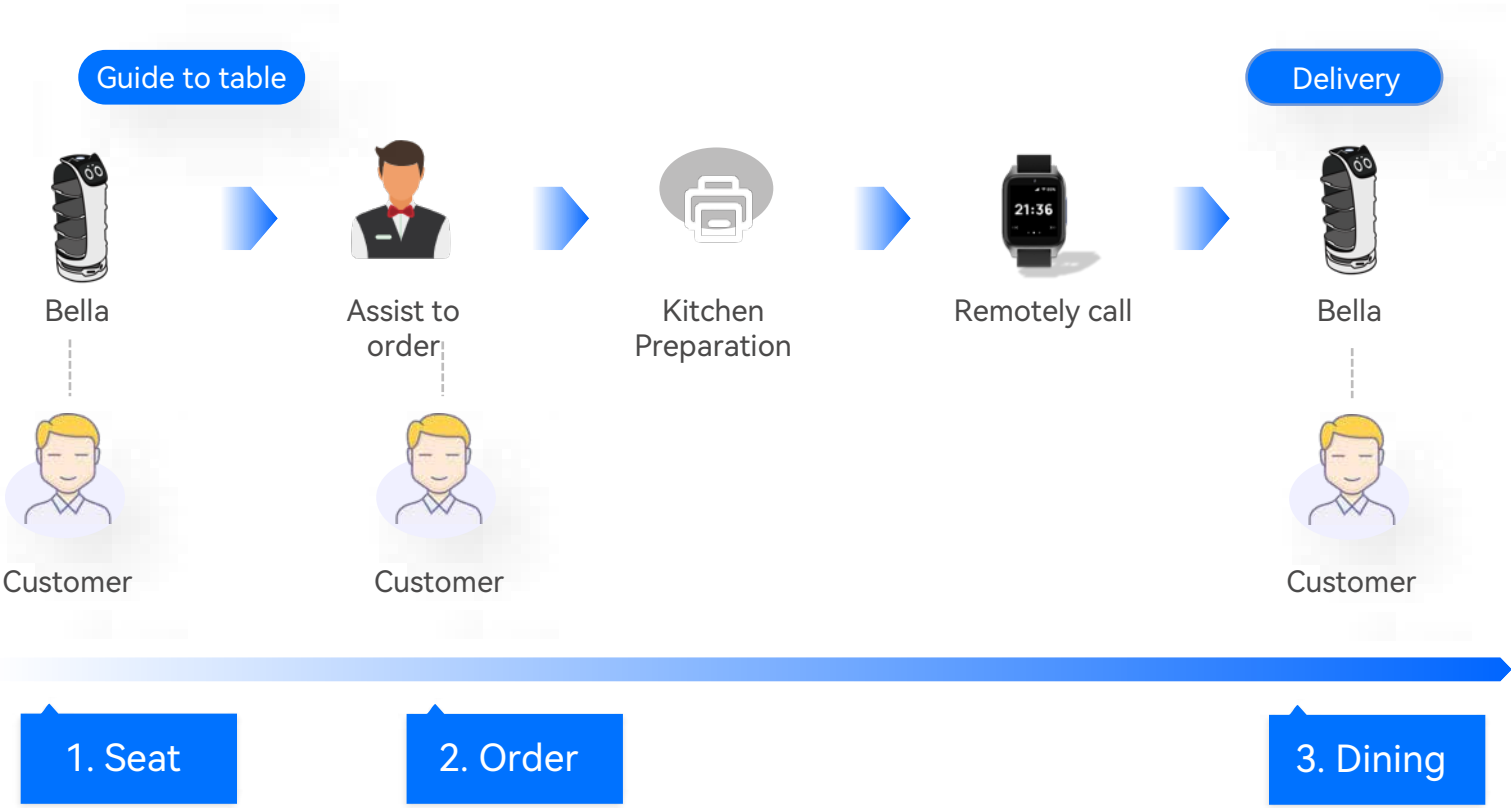 Guide to table
Delivery
21:36
Bella
Assist to
order
Kitchen
Preparation
Remotely call
Bella
Customer
Customer
Customer
1. Seat
2. Order
3. Dining